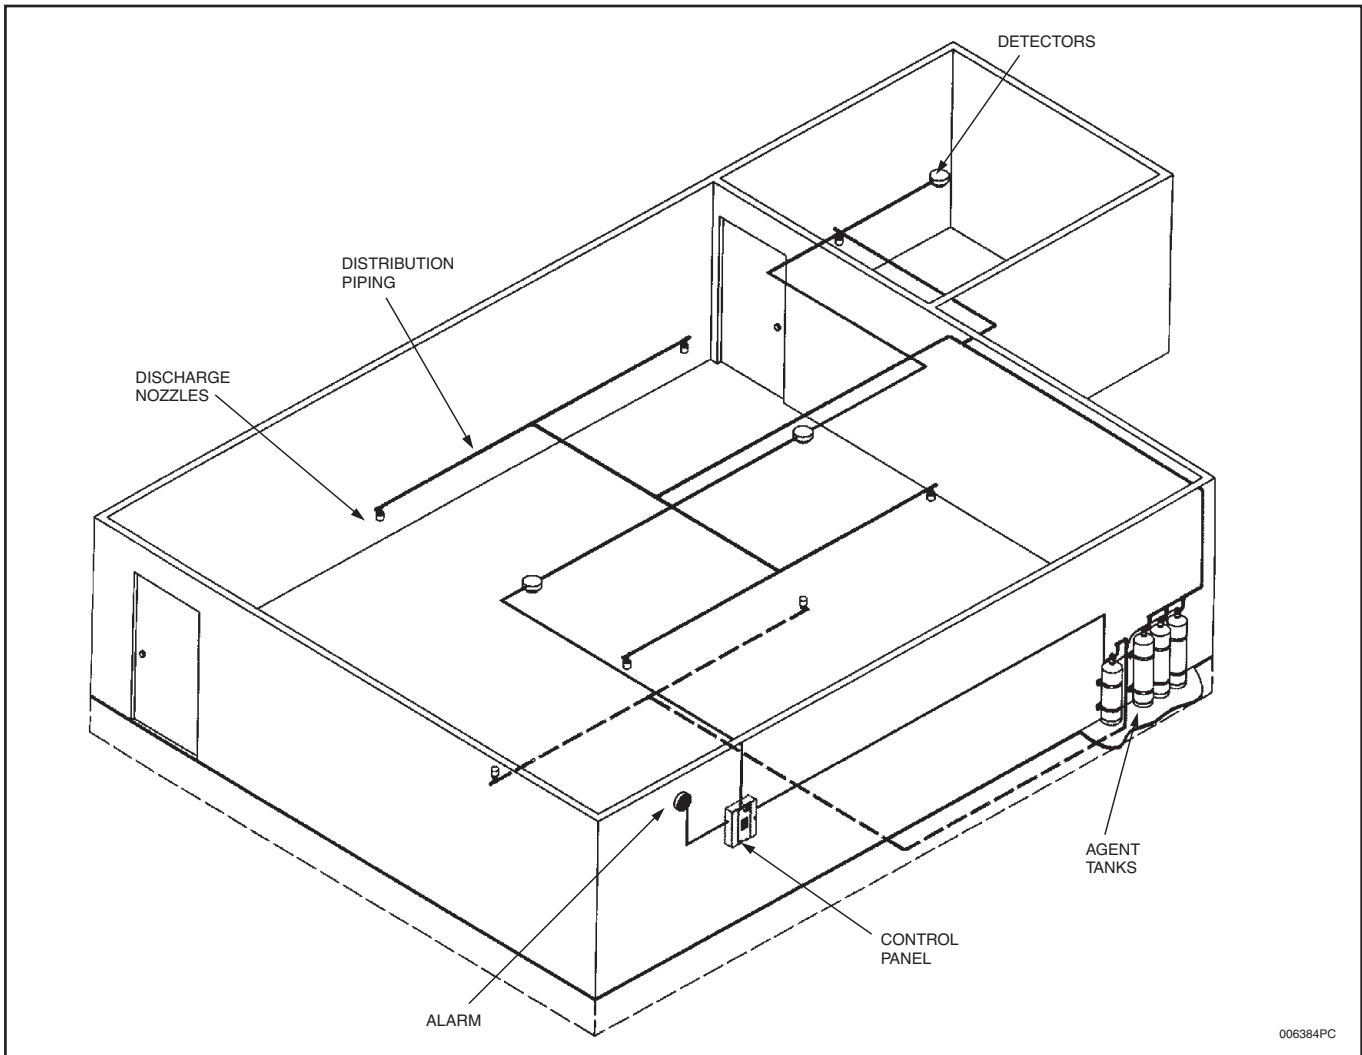 DETECTORS
DISTRIBUTION
PIPING
DISCHARGE
NOZZLES
AGENT
TANKS
CONTROL
PANEL
ALARM
006384PC